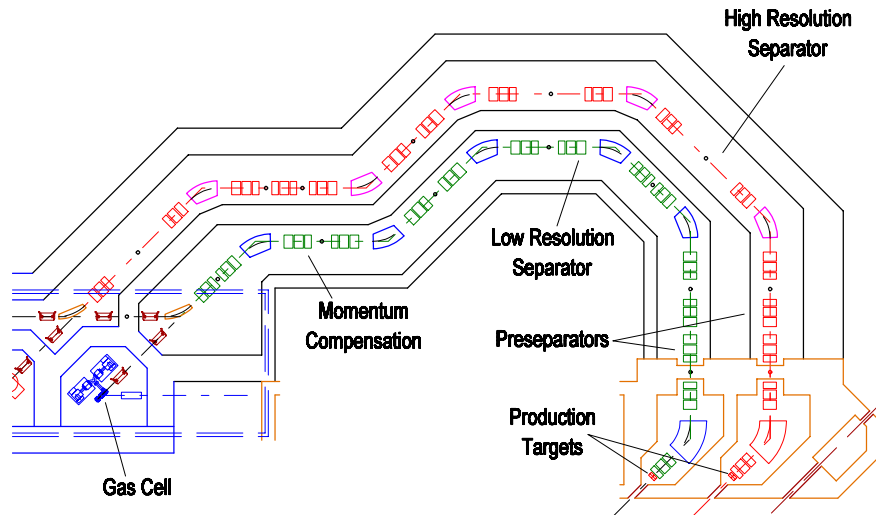 High Resolution
Separator
Low Resolution
Separator
Momentum
Compensation
Preseparators
Production
Targets
Gas Cell